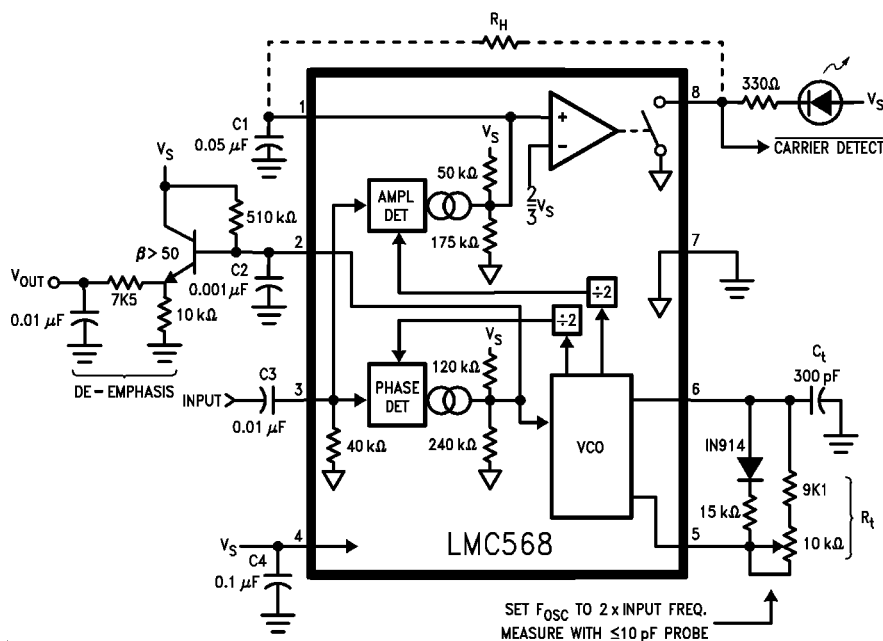 R_H
1
8
330Ω
V_S
C1
0.05 μF
CARRIER DETECT
V_S
50 kΩ
+
−
2/3 V_S
AMPL
DET
175 kΩ
V_S
510 kΩ
β > 50
2
C2
0.001μF
V_OUT
7K5
10 kΩ
0.01 μF
DE-EMPHASIS
7
÷2
÷2
V_S
120 kΩ
PHASE
DET
240 kΩ
C3
INPUT
0.01 μF
3
40 kΩ
VCO
6
C_t
300 pF
IN914
9K1
15 kΩ
10 kΩ
R_t
5
V_S
4
C4
0.1 μF
LMC568
SET F_OSC TO 2 x INPUT FREQ.
MEASURE WITH ≤10 pF PROBE